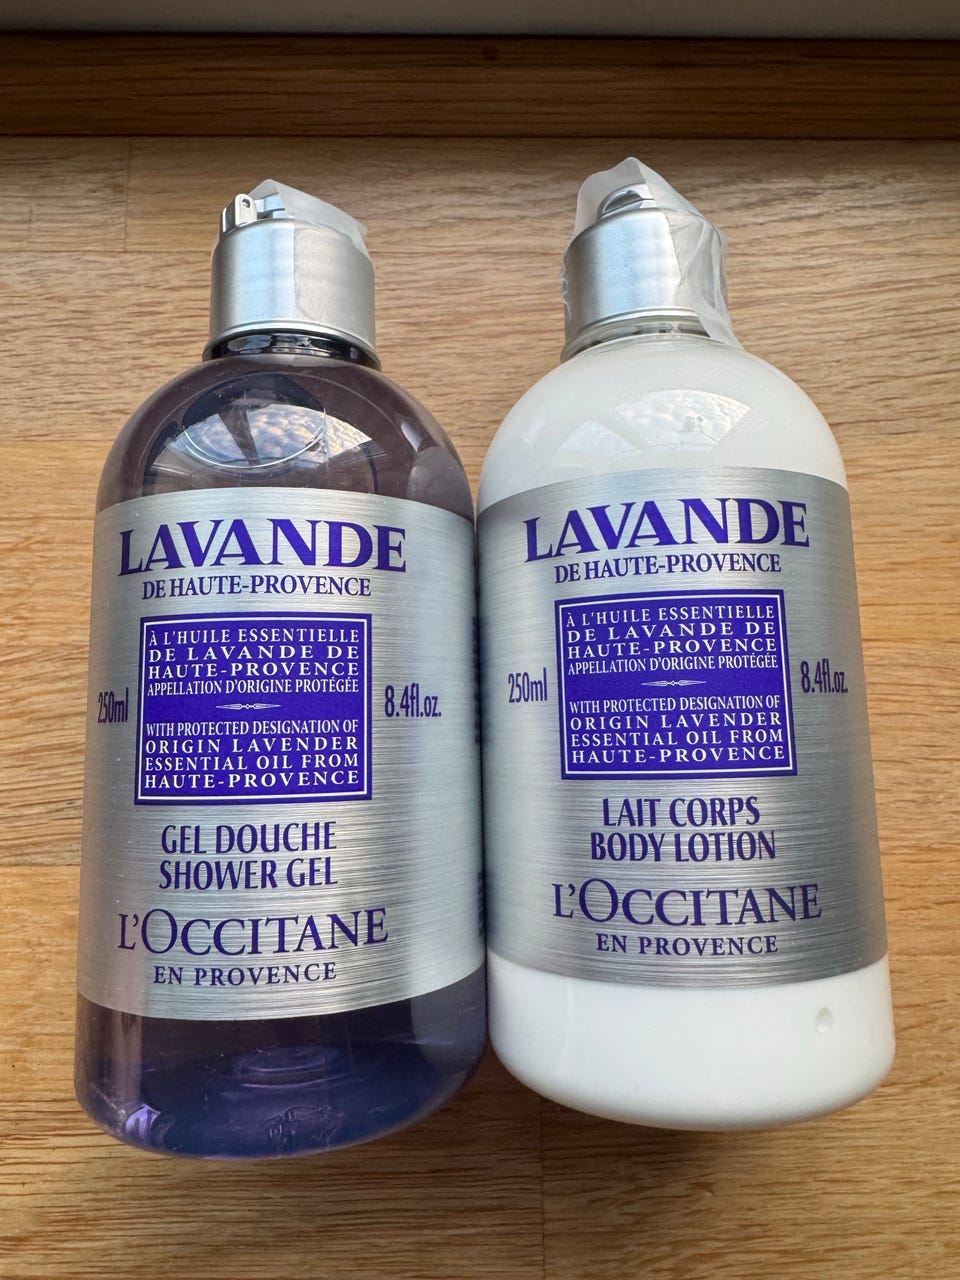 LAVANDE
DE HAUTE-PROVENCE
À L'HUILE ESSENTIELLE
DE LAVANDE DE
HAUTE-PROVENCE
APPELLATION D'ORIGINE PROTÉGÉE
WITH PROTECTED DESIGNATION OF
ORIGIN LAVENDER
ESSENTIAL OIL FROM
HAUTE-PROVENCE
250ml
8.4fl.oz.
GEL DOUCHE
SHOWER GEL
L'OCCITANE
EN PROVENCE
LAVANDE
DE HAUTE-PROVENCE
À L'HUILE ESSENTIELLE
DE LAVANDE DE
HAUTE-PROVENCE
APPELLATION D'ORIGINE PROTÉGÉE
WITH PROTECTED DESIGNATION OF
ORIGIN LAVENDER
ESSENTIAL OIL FROM
HAUTE-PROVENCE
250ml
8.4fl.oz.
LAIT CORPS
BODY LOTION
L'OCCITANE
EN PROVENCE